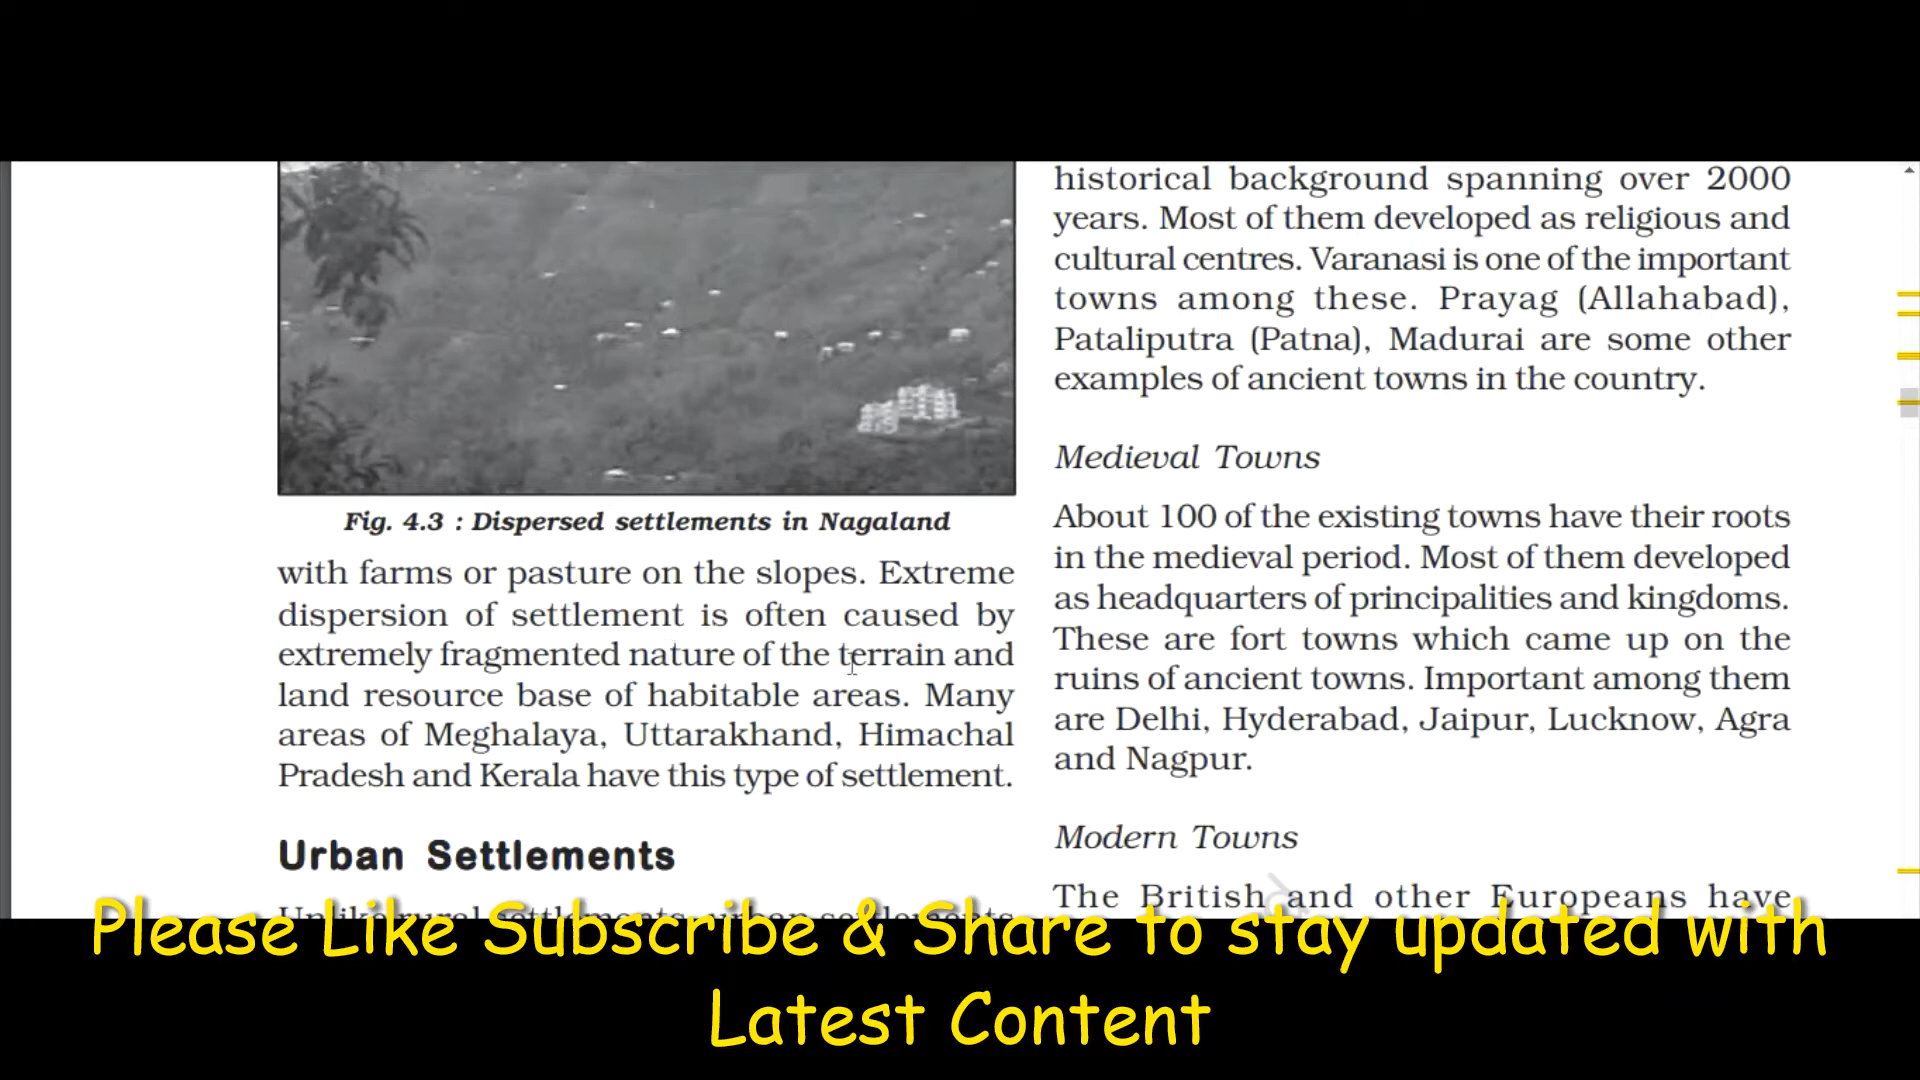 Fig. 4.3 : Dispersed settlements in Nagaland
with farms or pasture on the slopes. Extreme
dispersion of settlement is often caused by
extremely fragmented nature of the terrain and
land resource base of habitable areas. Many
areas of Meghalaya, Uttarakhand, Himachal
Pradesh and Kerala have this type of settlement.
Urban Settlements
Unlike rural settlements, urban settlements
historical background spanning over 2000
years. Most of them developed as religious and
cultural centres. Varanasi is one of the important
towns among these. Prayag (Allahabad),
Pataliputra (Patna), Madurai are some other
examples of ancient towns in the country.
Medieval Towns
About 100 of the existing towns have their roots
in the medieval period. Most of them developed
as headquarters of principalities and kingdoms.
These are fort towns which came up on the
ruins of ancient towns. Important among them
are Delhi, Hyderabad, Jaipur, Lucknow, Agra
and Nagpur.
Modern Towns
The British and other Europeans have
Please Like Subscribe & Share to stay updated with
Latest Content